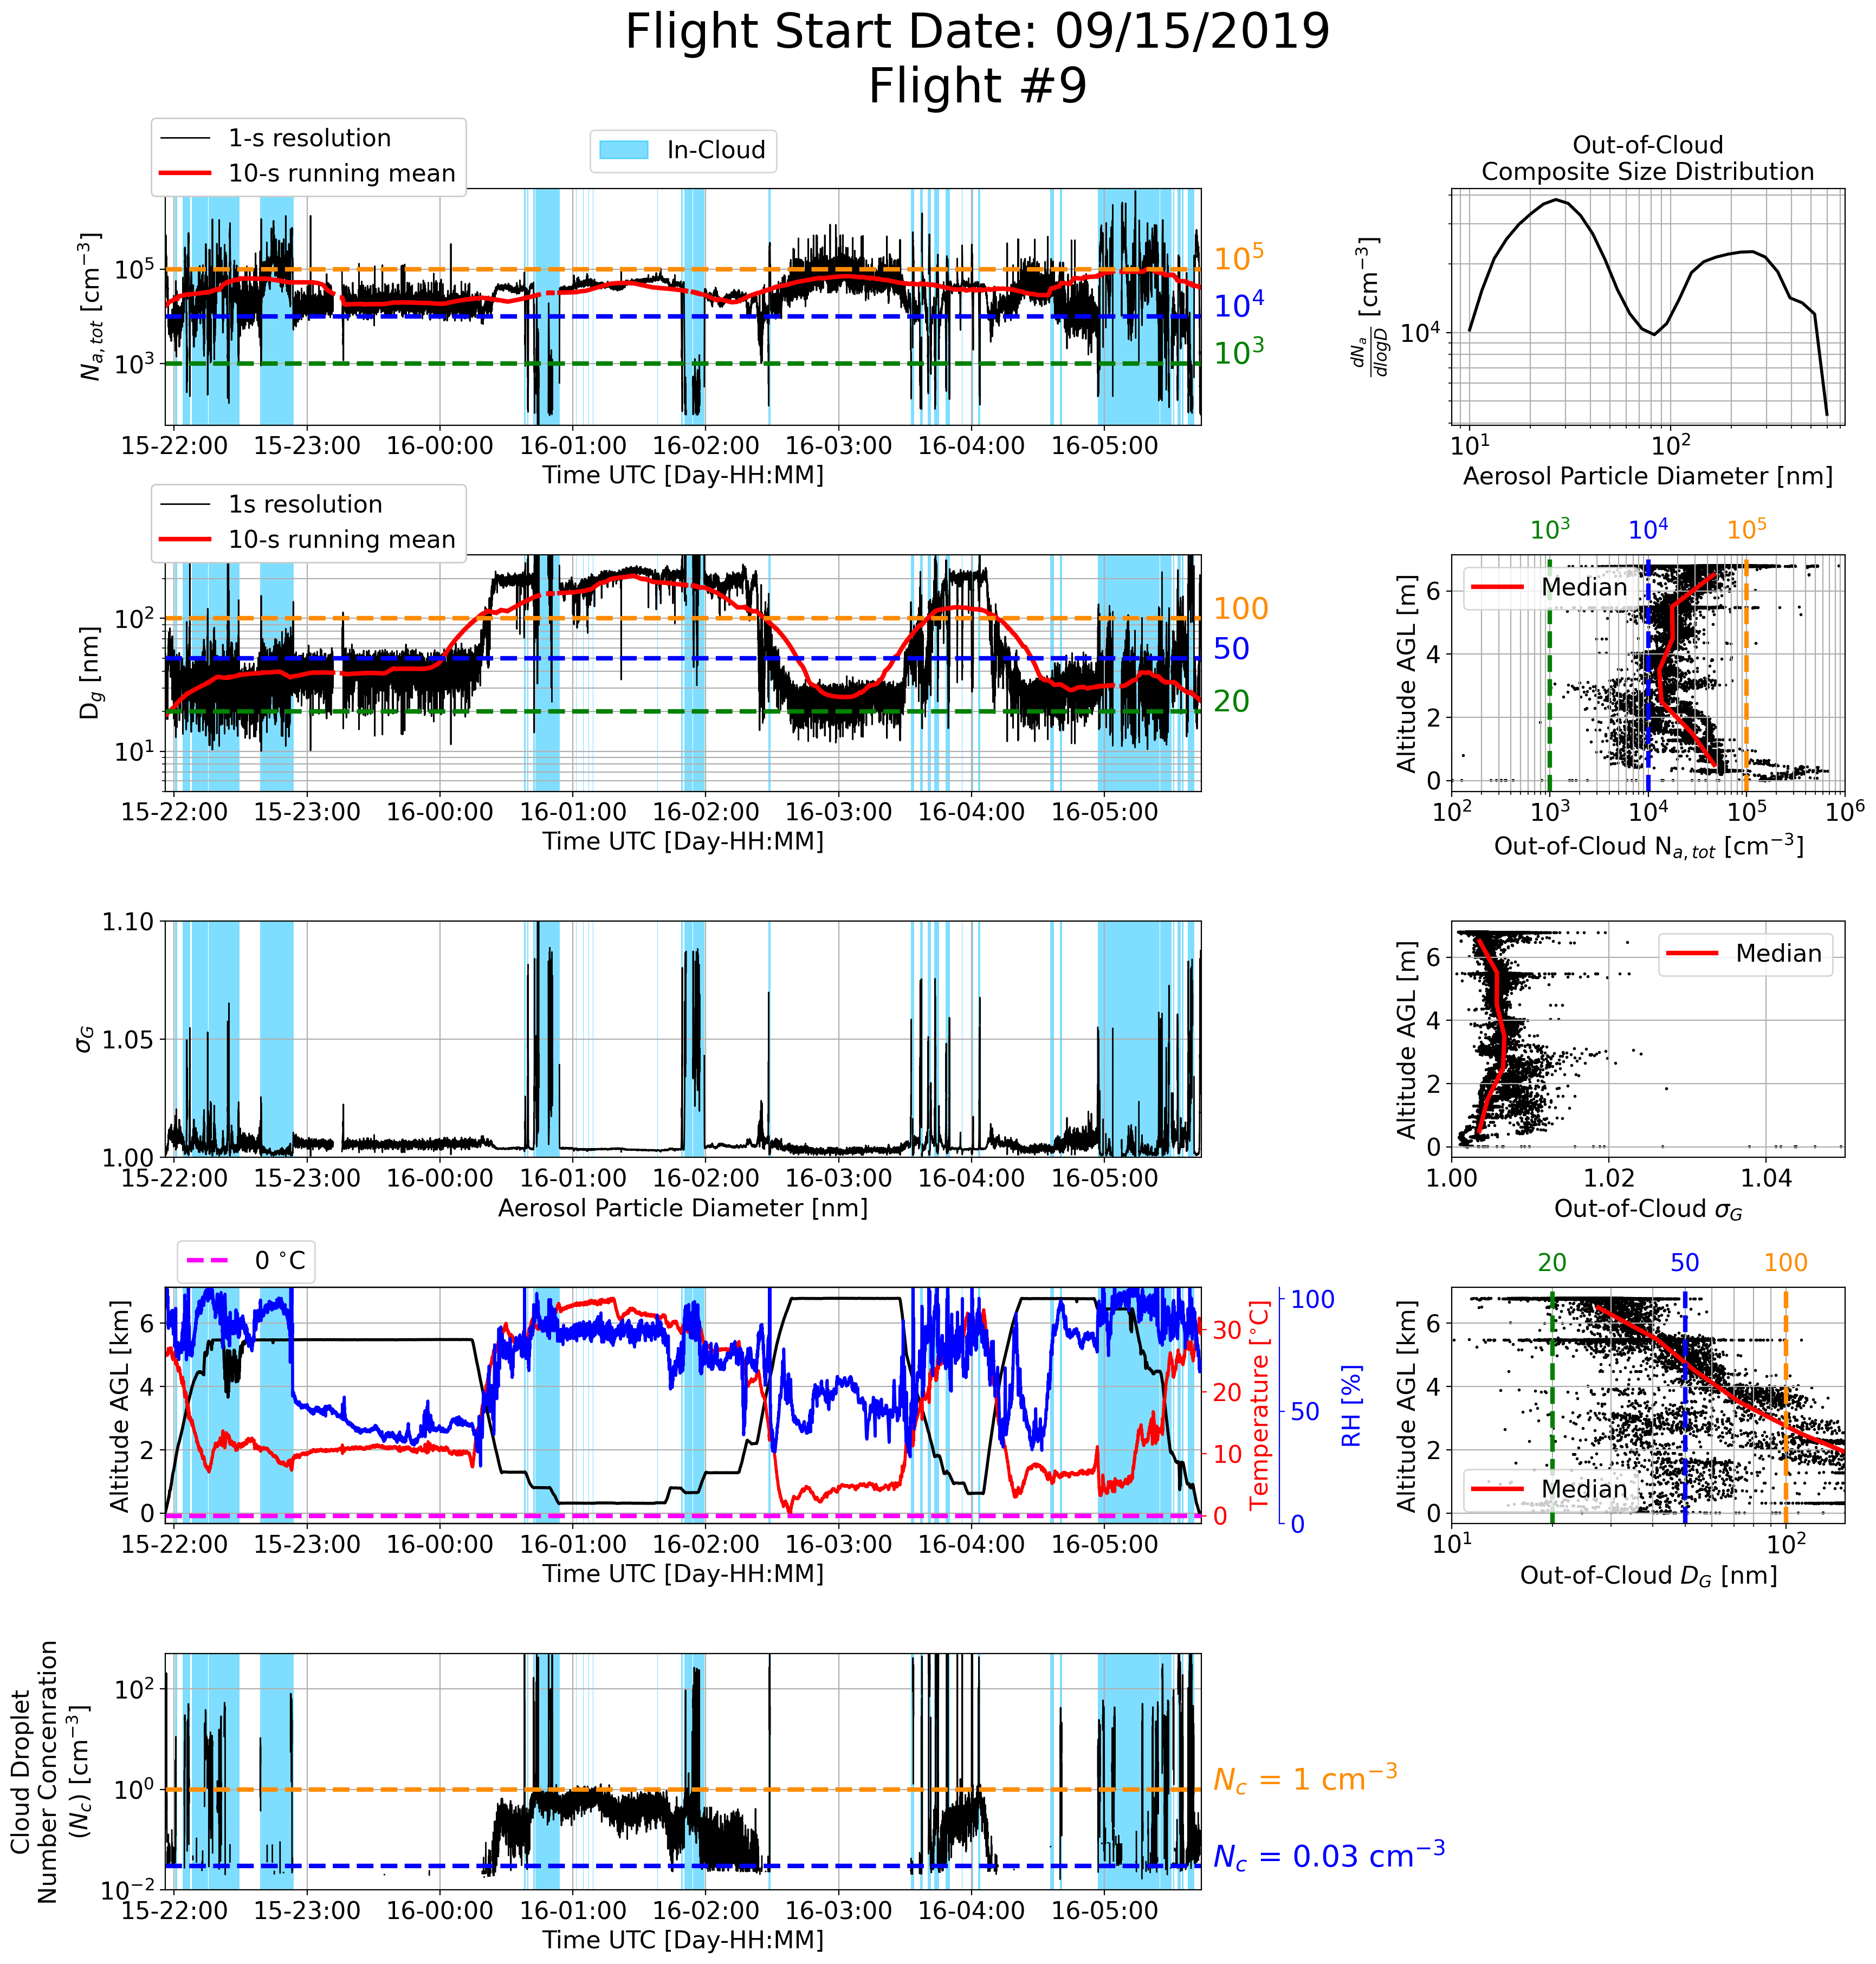 Flight Start Date: 09/15/2019
Flight #9
1-s resolution
10-s running mean
In-Cloud
N_{a,tot} [cm^{-3}]
10^5
10^3
10^5
10^4
10^3
15-22:00 15-23:00 16-00:00 16-01:00 16-02:00 16-03:00 16-04:00 16-05:00
Time UTC [Day-HH:MM]
Out-of-Cloud
Composite Size Distribution
dN_a
dlogD [cm^{-3}]
10^4
10^1 10^2
Aerosol Particle Diameter [nm]
1s resolution
10-s running mean
D_g [nm]
10^2
10^1
100
50
20
15-22:00 15-23:00 16-00:00 16-01:00 16-02:00 16-03:00 16-04:00 16-05:00
Time UTC [Day-HH:MM]
10^3 10^4 10^5
Median
Altitude AGL [m]
6
4
2
0
10^2 10^3 10^4 10^5 10^6
Out-of-Cloud N_{a,tot} [cm^{-3}]
σ_G
1.10
1.05
1.00
15-22:00 15-23:00 16-00:00 16-01:00 16-02:00 16-03:00 16-04:00 16-05:00
Aerosol Particle Diameter [nm]
Median
Altitude AGL [m]
6
4
2
0
1.00 1.02 1.04
Out-of-Cloud σ_G
0 °C
Altitude AGL [km]
6
4
2
0
30
20
10
0
Temperature [°C]
100
50
0
RH [%]
15-22:00 15-23:00 16-00:00 16-01:00 16-02:00 16-03:00 16-04:00 16-05:00
Time UTC [Day-HH:MM]
20 50 100
Altitude AGL [km]
6
4
2
0
Median
10^1 10^2
Out-of-Cloud D_G [nm]
Cloud Droplet
Number Concenration
(N_c) [cm^{-3}]
10^2
10^0
10^{-2}
N_c = 1 cm^{-3}
N_c = 0.03 cm^{-3}
15-22:00 15-23:00 16-00:00 16-01:00 16-02:00 16-03:00 16-04:00 16-05:00
Time UTC [Day-HH:MM]